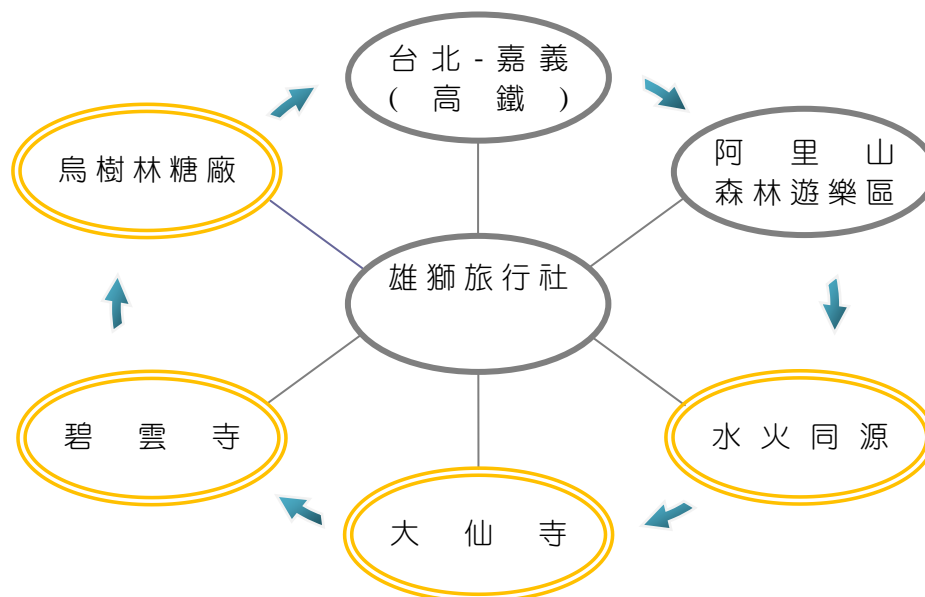 台北-嘉義
(高鐵)
阿里山
森林遊樂區
烏樹林糖廠
雄獅旅行社
碧雲寺
水火同源
大仙寺